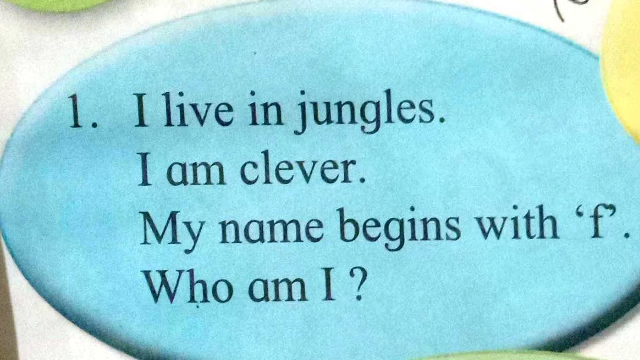 1. I live in jungles.
I am clever.
My name begins with ‘f’.
Who am I ?